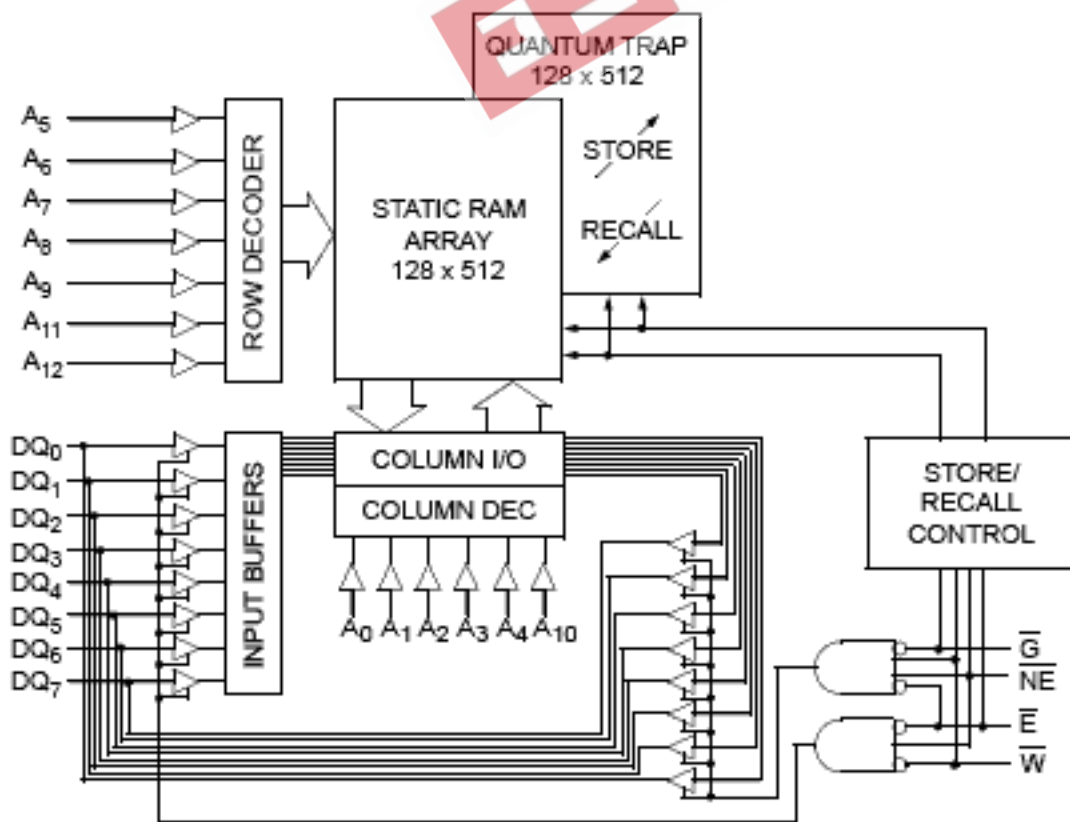 QUANTUM TRAP
128 x 512
STORE
RECALL
A5
A6
A7
A8
A9
A11
A12
ROW DECODER
STATIC RAM
ARRAY
128 x 512
DQ0
DQ1
DQ2
DQ3
DQ4
DQ5
DQ6
DQ7
INPUT BUFFERS
COLUMN I/O
COLUMN DEC
A0 A1 A2 A3 A4 A10
STORE/
RECALL
CONTROL
G̅
N̅E̅
E̅
W̅